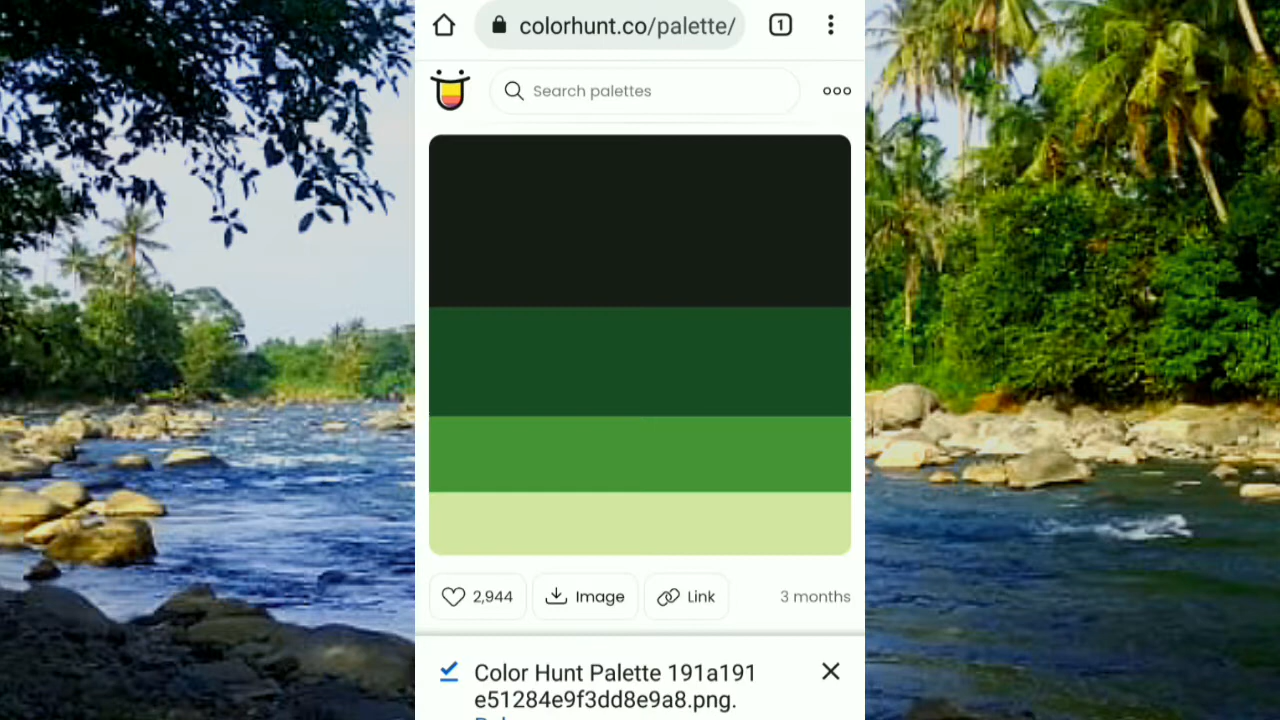 colorhunt.co/palette/
1
Search palettes
2,944
Image
Link
3 months
Color Hunt Palette 191a191
e51284e9f3dd8e9a8.png.